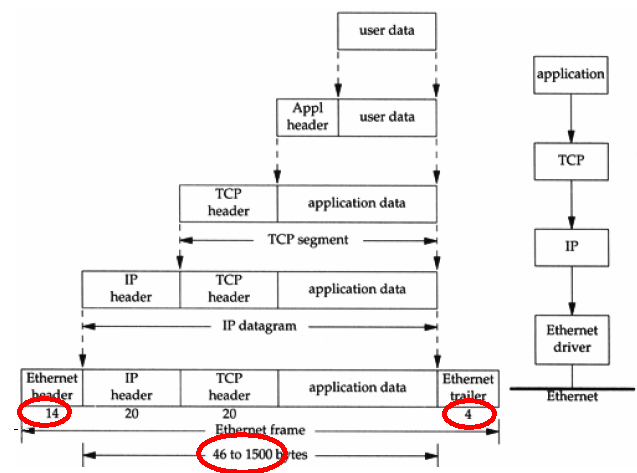 user data
application
Appl
header
user data
TCP
TCP
header
application data
TCP segment
IP
IP
header
TCP
header
application data
IP datagram
Ethernet
driver
Ethernet
header
IP
header
TCP
header
application data
Ethernet
trailer
Ethernet
14
20
20
4
Ethernet frame
46 to 1500 bytes